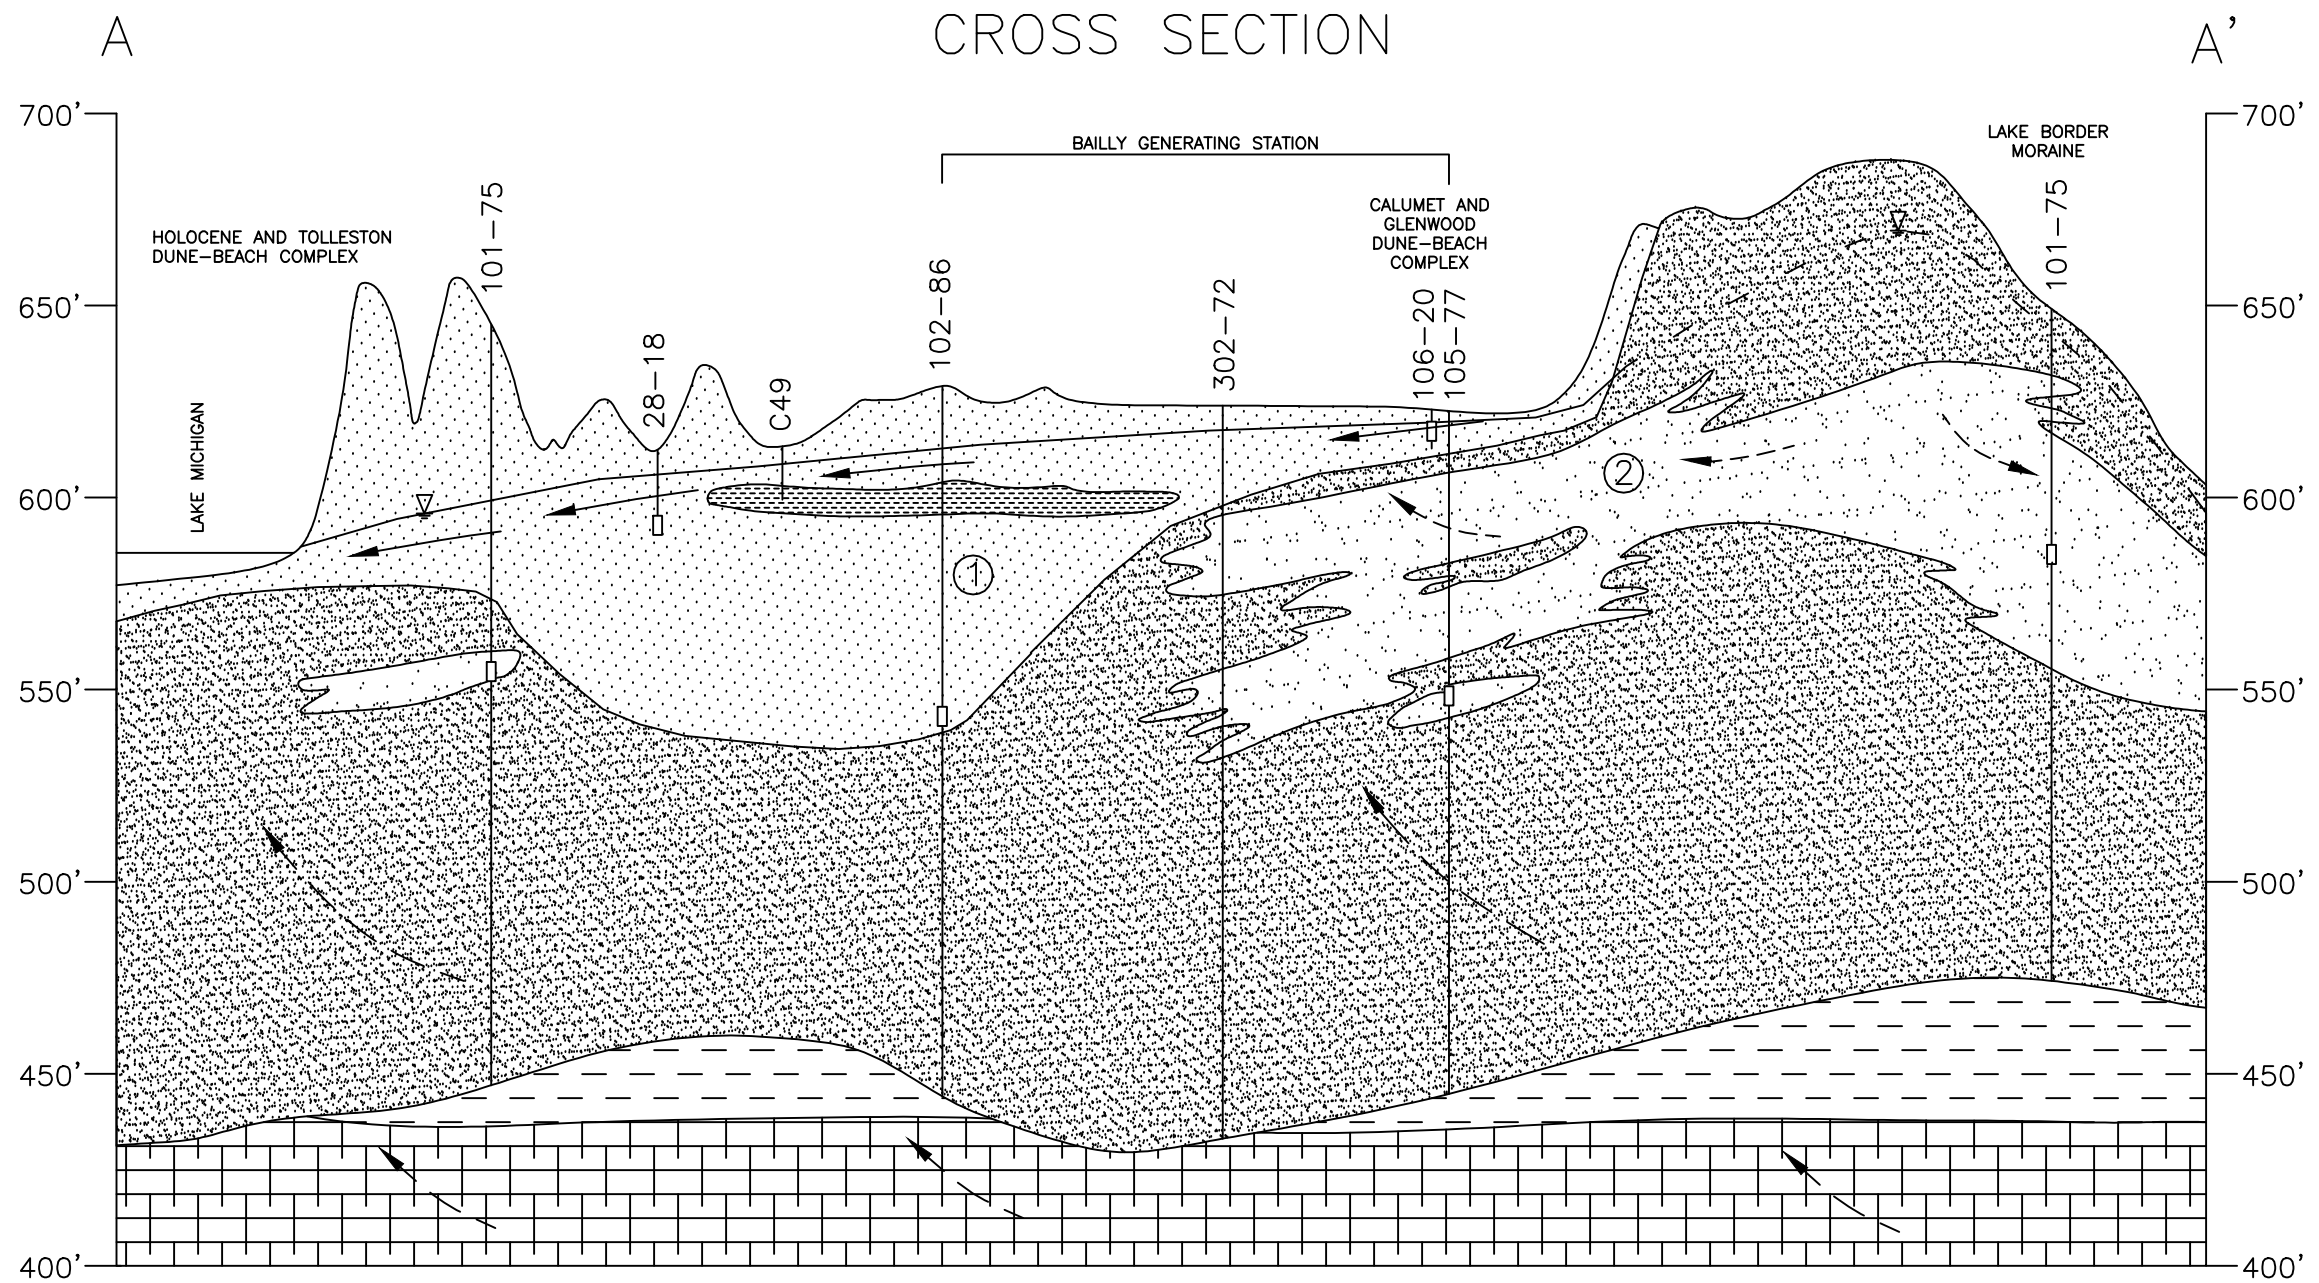 A
CROSS SECTION
A'
700'
700'
BAILLY GENERATING STATION
LAKE BORDER
MORAINE
HOLOCENE AND TOLLESTON
DUNE-BEACH COMPLEX
CALUMET AND
GLENWOOD
DUNE-BEACH
COMPLEX
101-75
28-18
C49
102-86
302-72
106-20
105-77
101-75
650'
650'
LAKE MICHIGAN
600'
600'
1
2
550'
550'
500'
500'
450'
450'
400'
400'